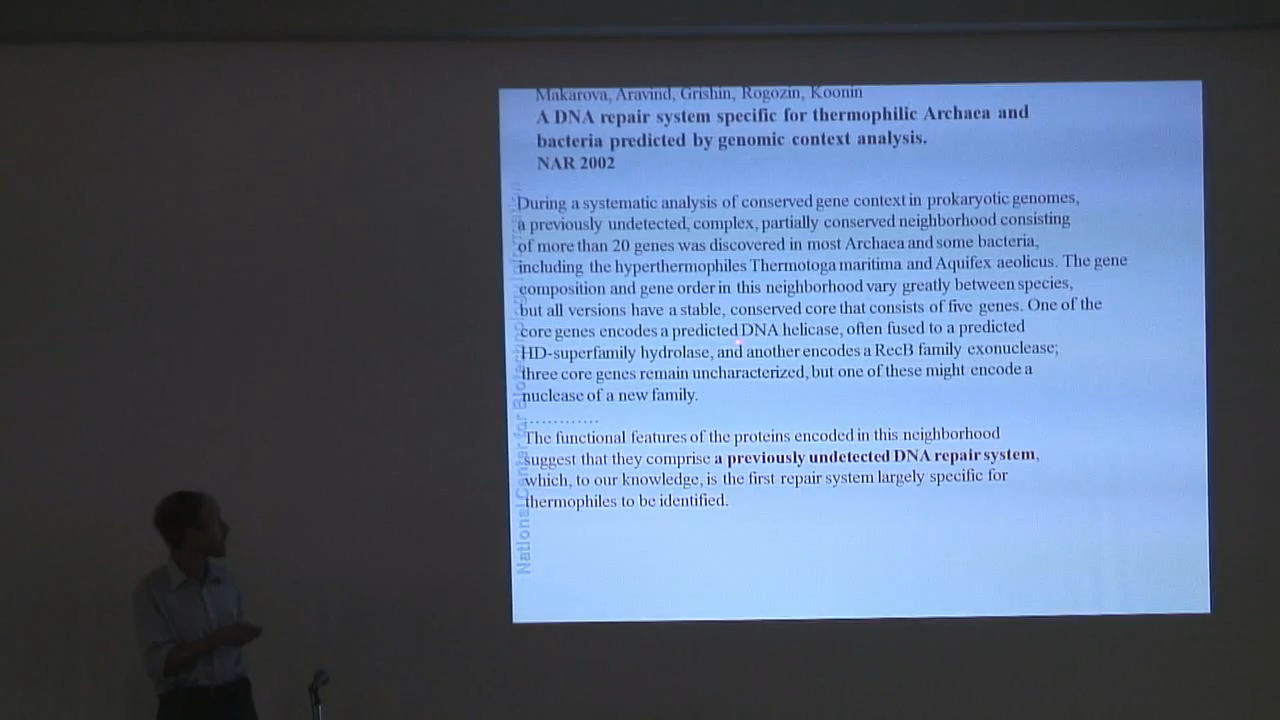 Makarova, Aravind, Grishin, Rogozin, Koonin
A DNA repair system specific for thermophilic Archaea and
bacteria predicted by genomic context analysis.
NAR 2002
During a systematic analysis of conserved gene context in prokaryotic genomes,
a previously undetected, complex, partially conserved neighborhood consisting
of more than 20 genes was discovered in most Archaea and some bacteria,
including the hyperthermophiles Thermotoga maritima and Aquifex aeolicus. The gene
composition and gene order in this neighborhood vary greatly between species,
but all versions have a stable, conserved core that consists of five genes. One of the
core genes encodes a predicted DNA helicase, often fused to a predicted
HD-superfamily hydrolase, and another encodes a RecB family exonuclease;
three core genes remain uncharacterized, but one of these might encode a
nuclease of a new family.
.............
The functional features of the proteins encoded in this neighborhood
suggest that they comprise a previously undetected DNA repair system,
which, to our knowledge, is the first repair system largely specific for
thermophiles to be identified.
National Center for Biotechnology Information